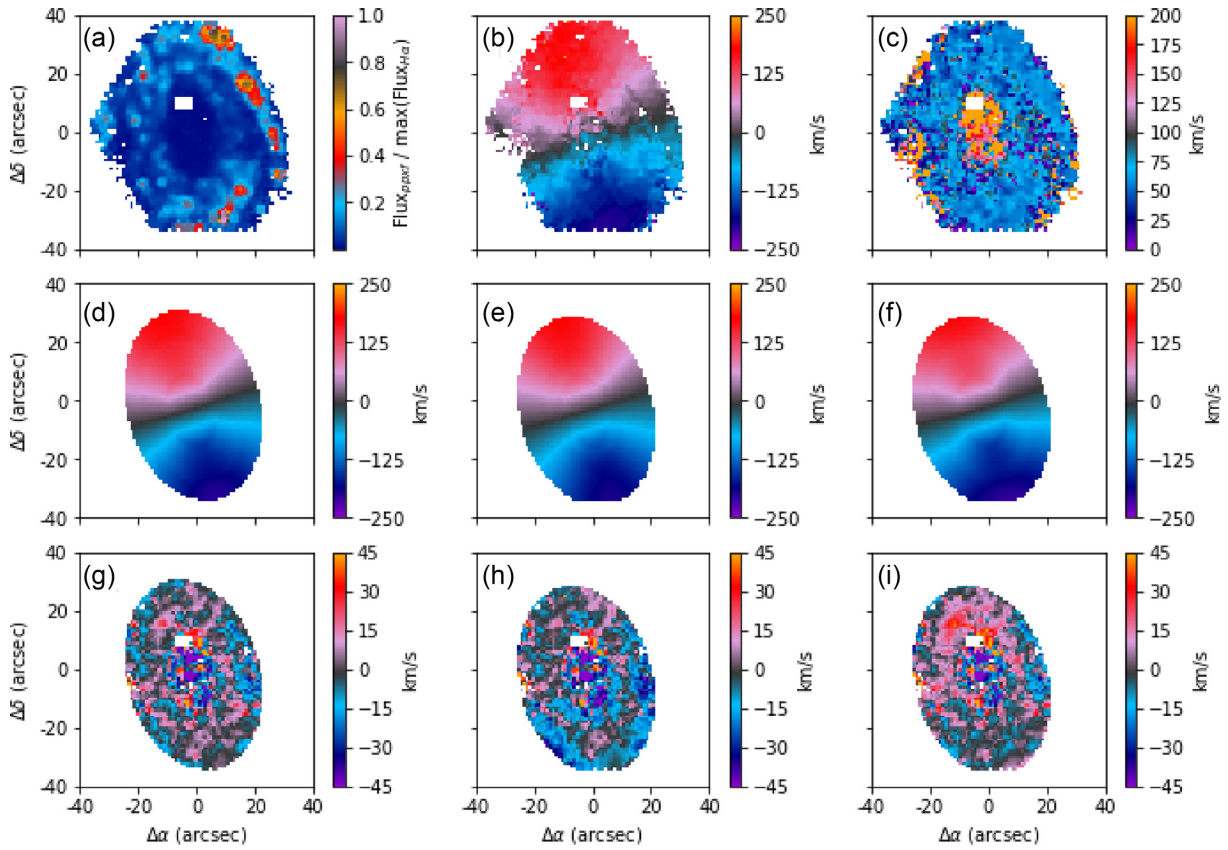 (a)
40
20
0
-20
-40
Δδ (arcsec)
1.0
0.8
0.6
0.4
0.2
Flux_ppxf / max(Flux_Hα)
(b)
250
125
0
−125
−250
km/s
(c)
200
175
150
125
100
75
50
25
0
km/s
(d)
40
20
0
-20
-40
Δδ (arcsec)
250
125
0
−125
−250
km/s
(e)
250
125
0
−125
−250
km/s
(f)
250
125
0
−125
−250
km/s
(g)
40
20
0
-20
-40
Δδ (arcsec)
-40 -20 0 20 40
Δα (arcsec)
45
30
15
0
−15
−30
−45
km/s
(h)
-40 -20 0 20 40
Δα (arcsec)
45
30
15
0
−15
−30
−45
km/s
(i)
-40 -20 0 20 40
Δα (arcsec)
45
30
15
0
−15
−30
−45
km/s